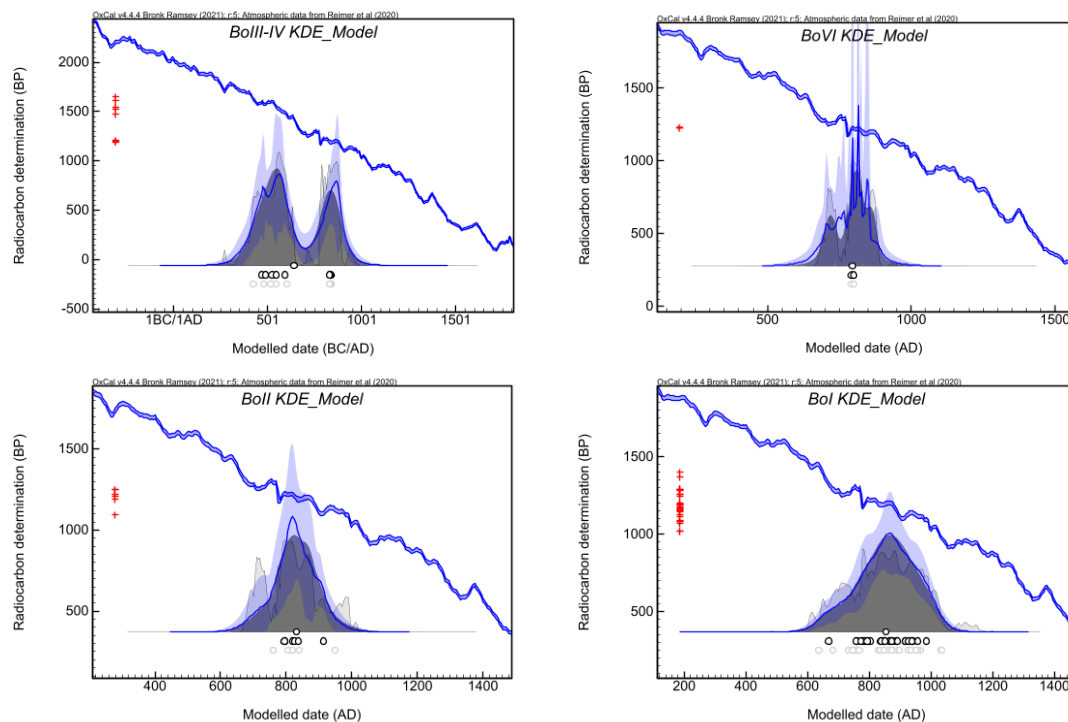 OxCal v4.4.4 Bronk Ramsey (2021); r:5; Atmospheric data from Reimer et al (2020)
BoIII-IV KDE_Model
Radiocarbon determination (BP)
2000
1500
1000
500
0
-500
1BC/1AD 501 1001 1501
Modelled date (BC/AD)
OxCal v4.4.4 Bronk Ramsey (2021); r:5; Atmospheric data from Reimer et al (2020)
BoVI KDE_Model
Radiocarbon determination (BP)
1500
1000
500
0
500 1000 1500
Modelled date (AD)
OxCal v4.4.4 Bronk Ramsey (2021); r:5; Atmospheric data from Reimer et al (2020)
BoII KDE_Model
Radiocarbon determination (BP)
1500
1000
500
400 600 800 1000 1200 1400
Modelled date (AD)
OxCal v4.4.4 Bronk Ramsey (2021); r:5; Atmospheric data from Reimer et al (2020)
BoI KDE_Model
Radiocarbon determination (BP)
1500
1000
500
200 400 600 800 1000 1200 1400
Modelled date (AD)